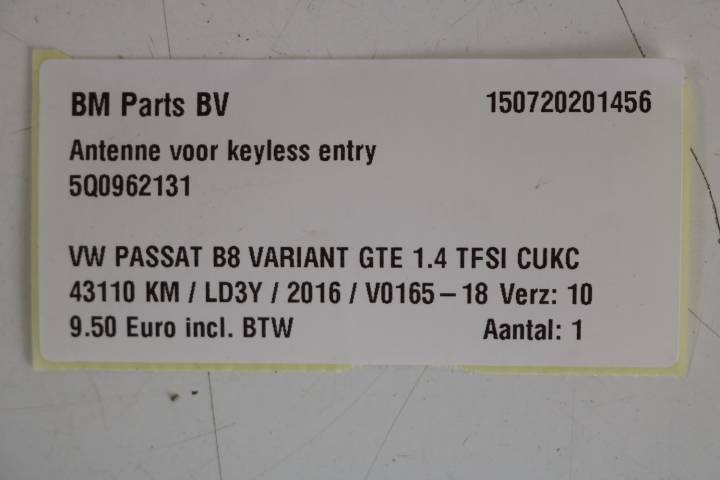 BM Parts BV 150720201456
Antenne voor keyless entry
5Q0962131
VW PASSAT B8 VARIANT GTE 1.4 TFSI CUKC
43110 KM / LD3Y / 2016 / V0165-18 Verz: 10
9.50 Euro incl. BTW Aantal: 1